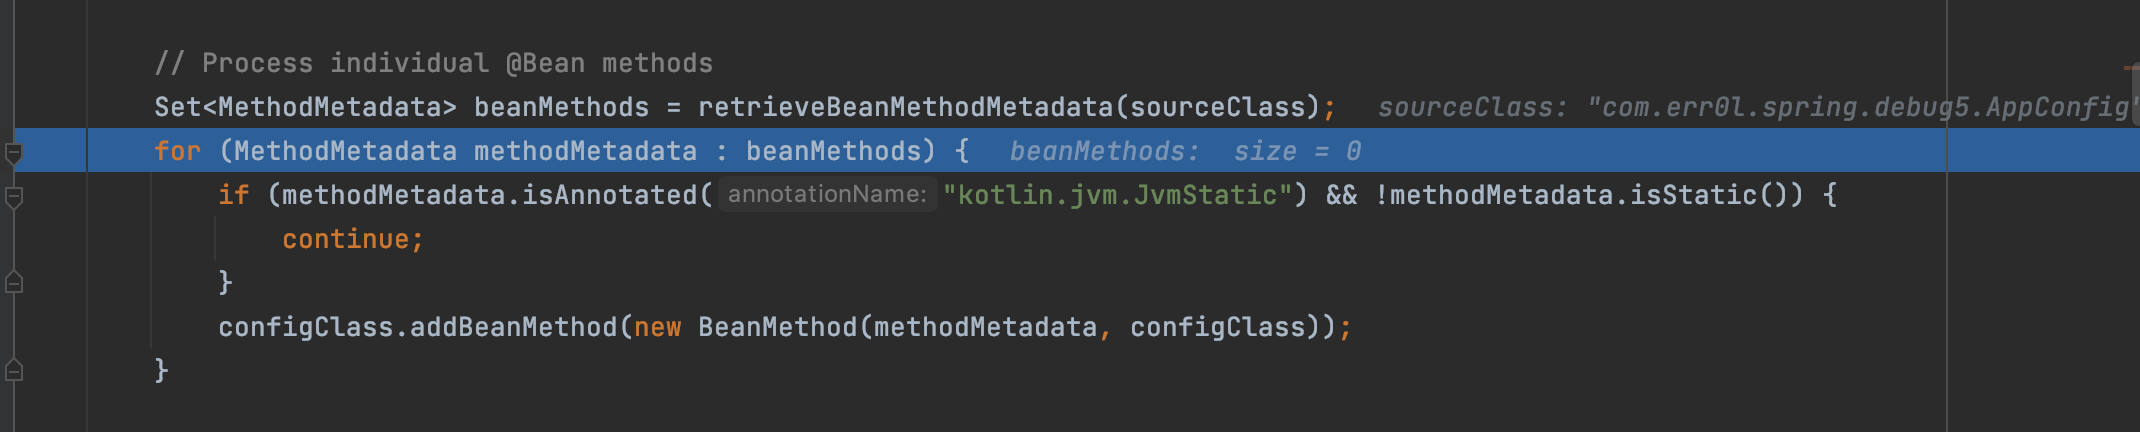 // Process individual @Bean methods
Set<MethodMetadata> beanMethods = retrieveBeanMethodMetadata(sourceClass); sourceClass: "com.err0l.spring.debug5.AppConfig"
for (MethodMetadata methodMetadata : beanMethods) { beanMethods: size = 0
if (methodMetadata.isAnnotated( annotationName: "kotlin.jvm.JvmStatic") && !methodMetadata.isStatic()) {
continue;
}
configClass.addBeanMethod(new BeanMethod(methodMetadata, configClass));
}